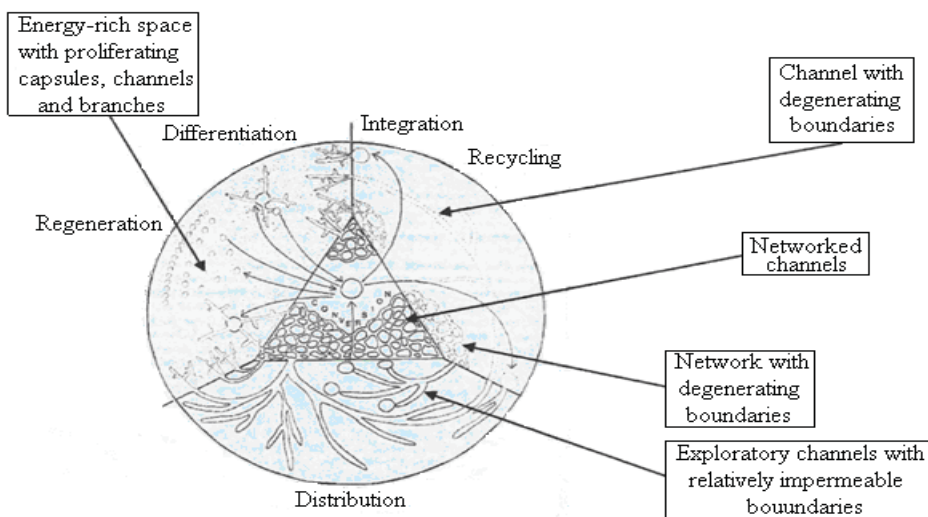 Energy-rich space
with proliferating
capsules, channels
and branches
Differentiation
Integration
Recycling
Regeneration
Channel with
degenerating
boundaries
Networked
channels
CONVERSION
Network with
degenerating
boundaries
Exploratory channels with
relatively impermeable
bouundaries
Distribution